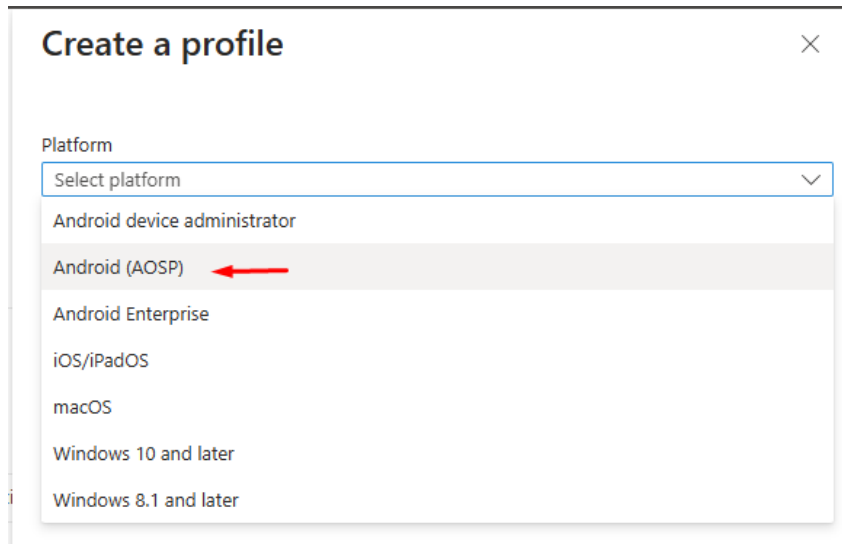 Create a profile
Platform
Select platform
Android device administrator
Android (AOSP)
Android Enterprise
iOS/iPadOS
macOS
Windows 10 and later
Windows 8.1 and later